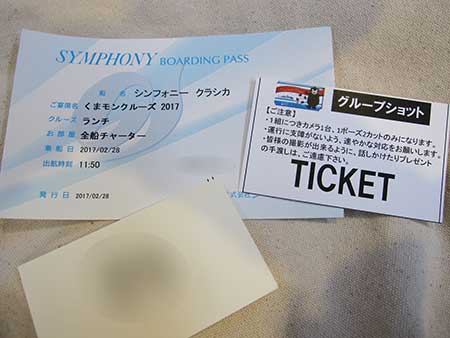 SYMPHONY BOARDING PASS
船　名　シンフォニー クラシカ
ご宴席名　くまモンクルーズ 2017
クルーズ　ランチ
お部屋　全船チャーター
乗船日　2017/02/28
出航時刻　11:50
発行日　2017/02/28
グループショット
【ご注意】
・1組につきカメラ1台、1ポーズ2カットのみになります。
・運行に支障がないよう、速やかな対応をお願いします。
・皆様の撮影が出来るように、話しかけたりプレゼント
の手渡しは、ご遠慮下さい。
TICKET